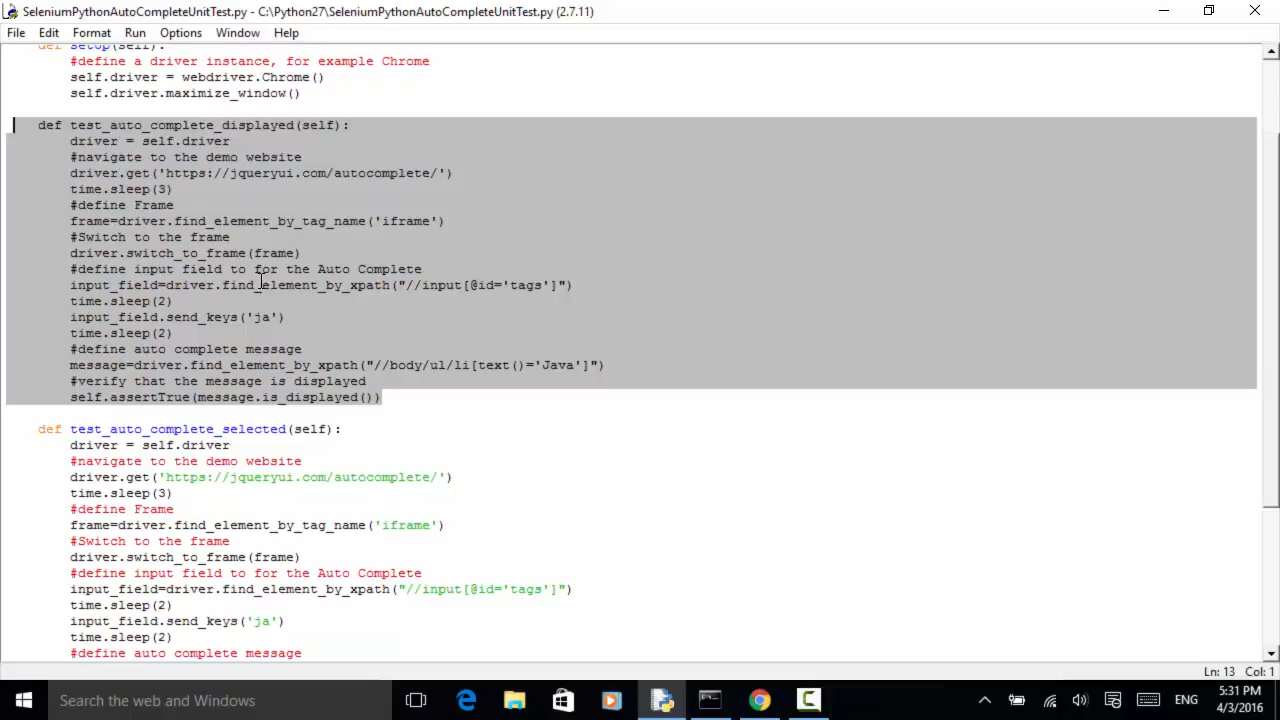 SeleniumPythonAutoCompleteUnitTest.py - C:\Python27\SeleniumPythonAutoCompleteUnitTest.py (2.7.11)
File Edit Format Run Options Window Help
def setup(self):
#define a driver instance, for example Chrome
self.driver = webdriver.Chrome()
self.driver.maximize_window()
def test_auto_complete_displayed(self):
driver = self.driver
#navigate to the demo website
driver.get('https://jqueryui.com/autocomplete/')
time.sleep(3)
#define Frame
frame=driver.find_element_by_tag_name('iframe')
#Switch to the frame
driver.switch_to_frame(frame)
#define input field to for the Auto Complete
input_field=driver.find_element_by_xpath("//input[@id='tags']")
time.sleep(2)
input_field.send_keys('ja')
time.sleep(2)
#define auto complete message
message=driver.find_element_by_xpath("//body/ul/li[text()='Java']")
#verify that the message is displayed
self.assertTrue(message.is_displayed())
def test_auto_complete_selected(self):
driver = self.driver
#navigate to the demo website
driver.get('https://jqueryui.com/autocomplete/')
time.sleep(3)
#define Frame
frame=driver.find_element_by_tag_name('iframe')
#Switch to the frame
driver.switch_to_frame(frame)
#define input field to for the Auto Complete
input_field=driver.find_element_by_xpath("//input[@id='tags']")
time.sleep(2)
input_field.send_keys('ja')
time.sleep(2)
#define auto complete message
Ln: 13 Col: 1
Search the web and Windows
ENG
5:31 PM
4/3/2016